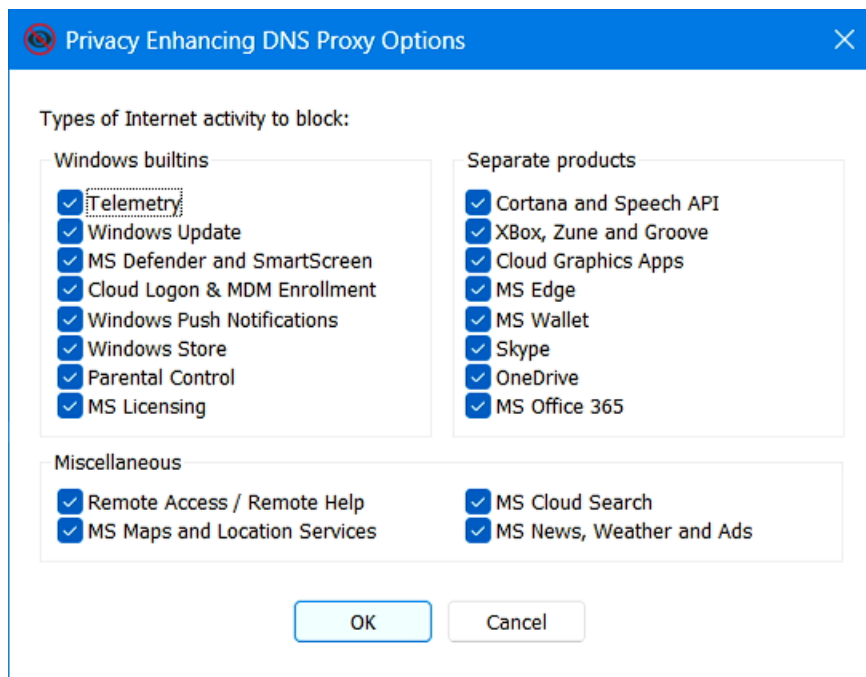 Privacy Enhancing DNS Proxy Options
Types of Internet activity to block:
Windows builtins
Telemetry
Windows Update
MS Defender and SmartScreen
Cloud Logon & MDM Enrollment
Windows Push Notifications
Windows Store
Parental Control
MS Licensing
Separate products
Cortana and Speech API
XBox, Zune and Groove
Cloud Graphics Apps
MS Edge
MS Wallet
Skype
OneDrive
MS Office 365
Miscellaneous
Remote Access / Remote Help
MS Maps and Location Services
MS Cloud Search
MS News, Weather and Ads
OK
Cancel